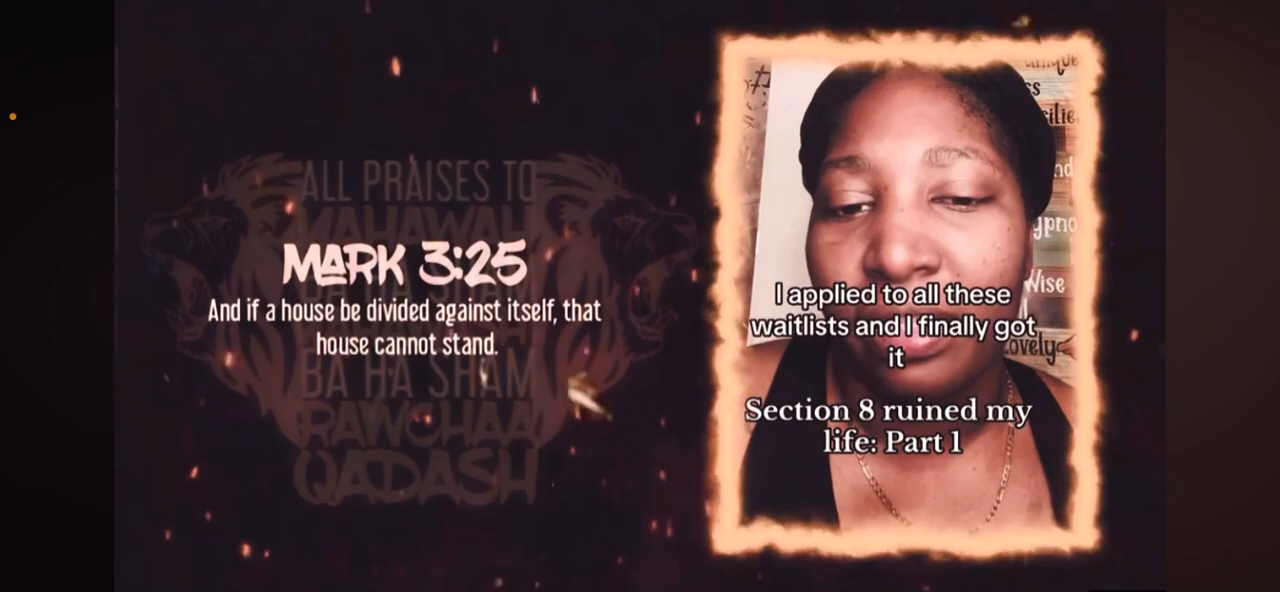 ALL PRAISES TO
MARK 3:25
And if a house be divided against itself, that
house cannot stand.
BA HA SHAM
RAWCHAA
QADASH
I applied to all these
waitlists and I finally got
it
Section 8 ruined my
life: Part 1
Wise
ovely